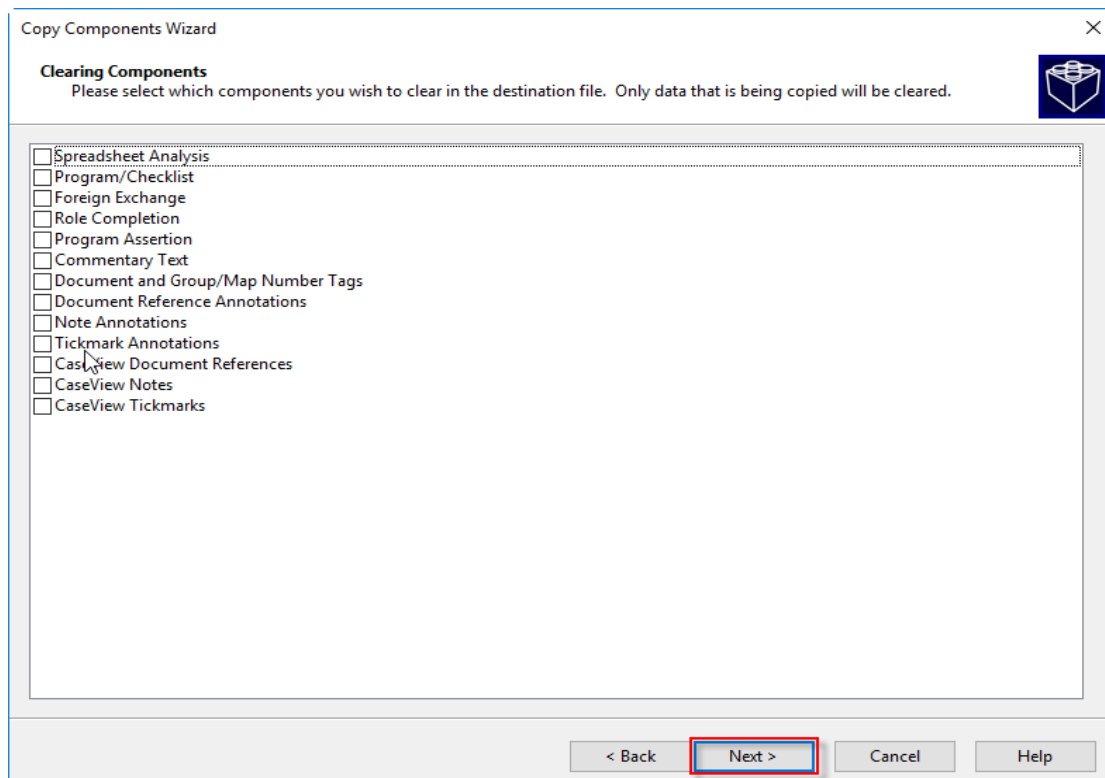 Copy Components Wizard
Clearing Components
Please select which components you wish to clear in the destination file. Only data that is being copied will be cleared.
Spreadsheet Analysis
Program/Checklist
Foreign Exchange
Role Completion
Program Assertion
Commentary Text
Document and Group/Map Number Tags
Document Reference Annotations
Note Annotations
Tickmark Annotations
CaseView Document References
CaseView Notes
CaseView Tickmarks
< Back Next > Cancel Help